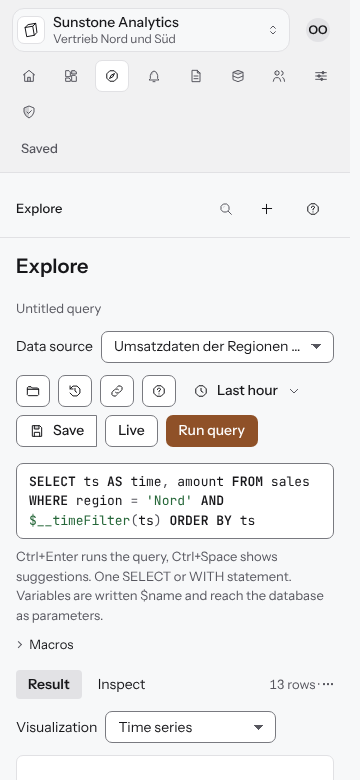 Sunstone Analytics
Vertrieb Nord und Süd
OO
Saved
Explore
Explore
Untitled query
Data source
Umsatzdaten der Regionen ...
Last hour
Save
Live
Run query
SELECT ts AS time, amount FROM sales
WHERE region = 'Nord' AND
$__timeFilter(ts) ORDER BY ts
Ctrl+Enter runs the query, Ctrl+Space shows
suggestions. One SELECT or WITH statement.
Variables are written $name and reach the database
as parameters.
Macros
Result
Inspect
13 rows · ···
Visualization
Time series